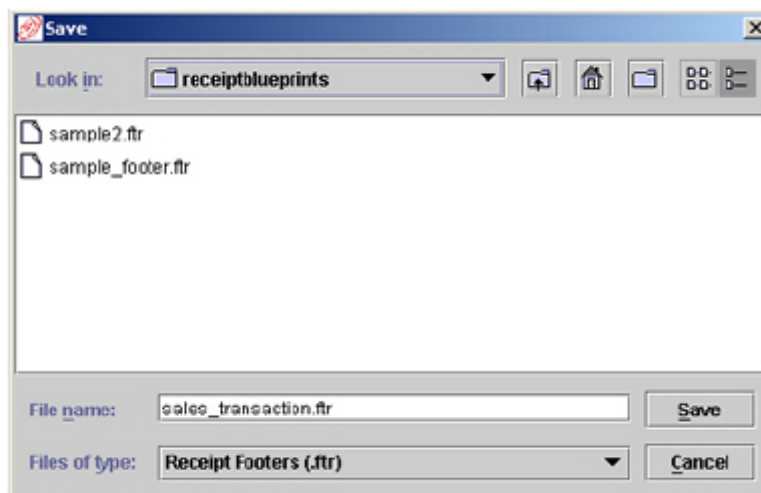 Save
Look in: receiptblueprints
sample2.ftr
sample_footer.ftr
File name: sales_transaction.ftr Save
Files of type: Receipt Footers (.ftr) Cancel